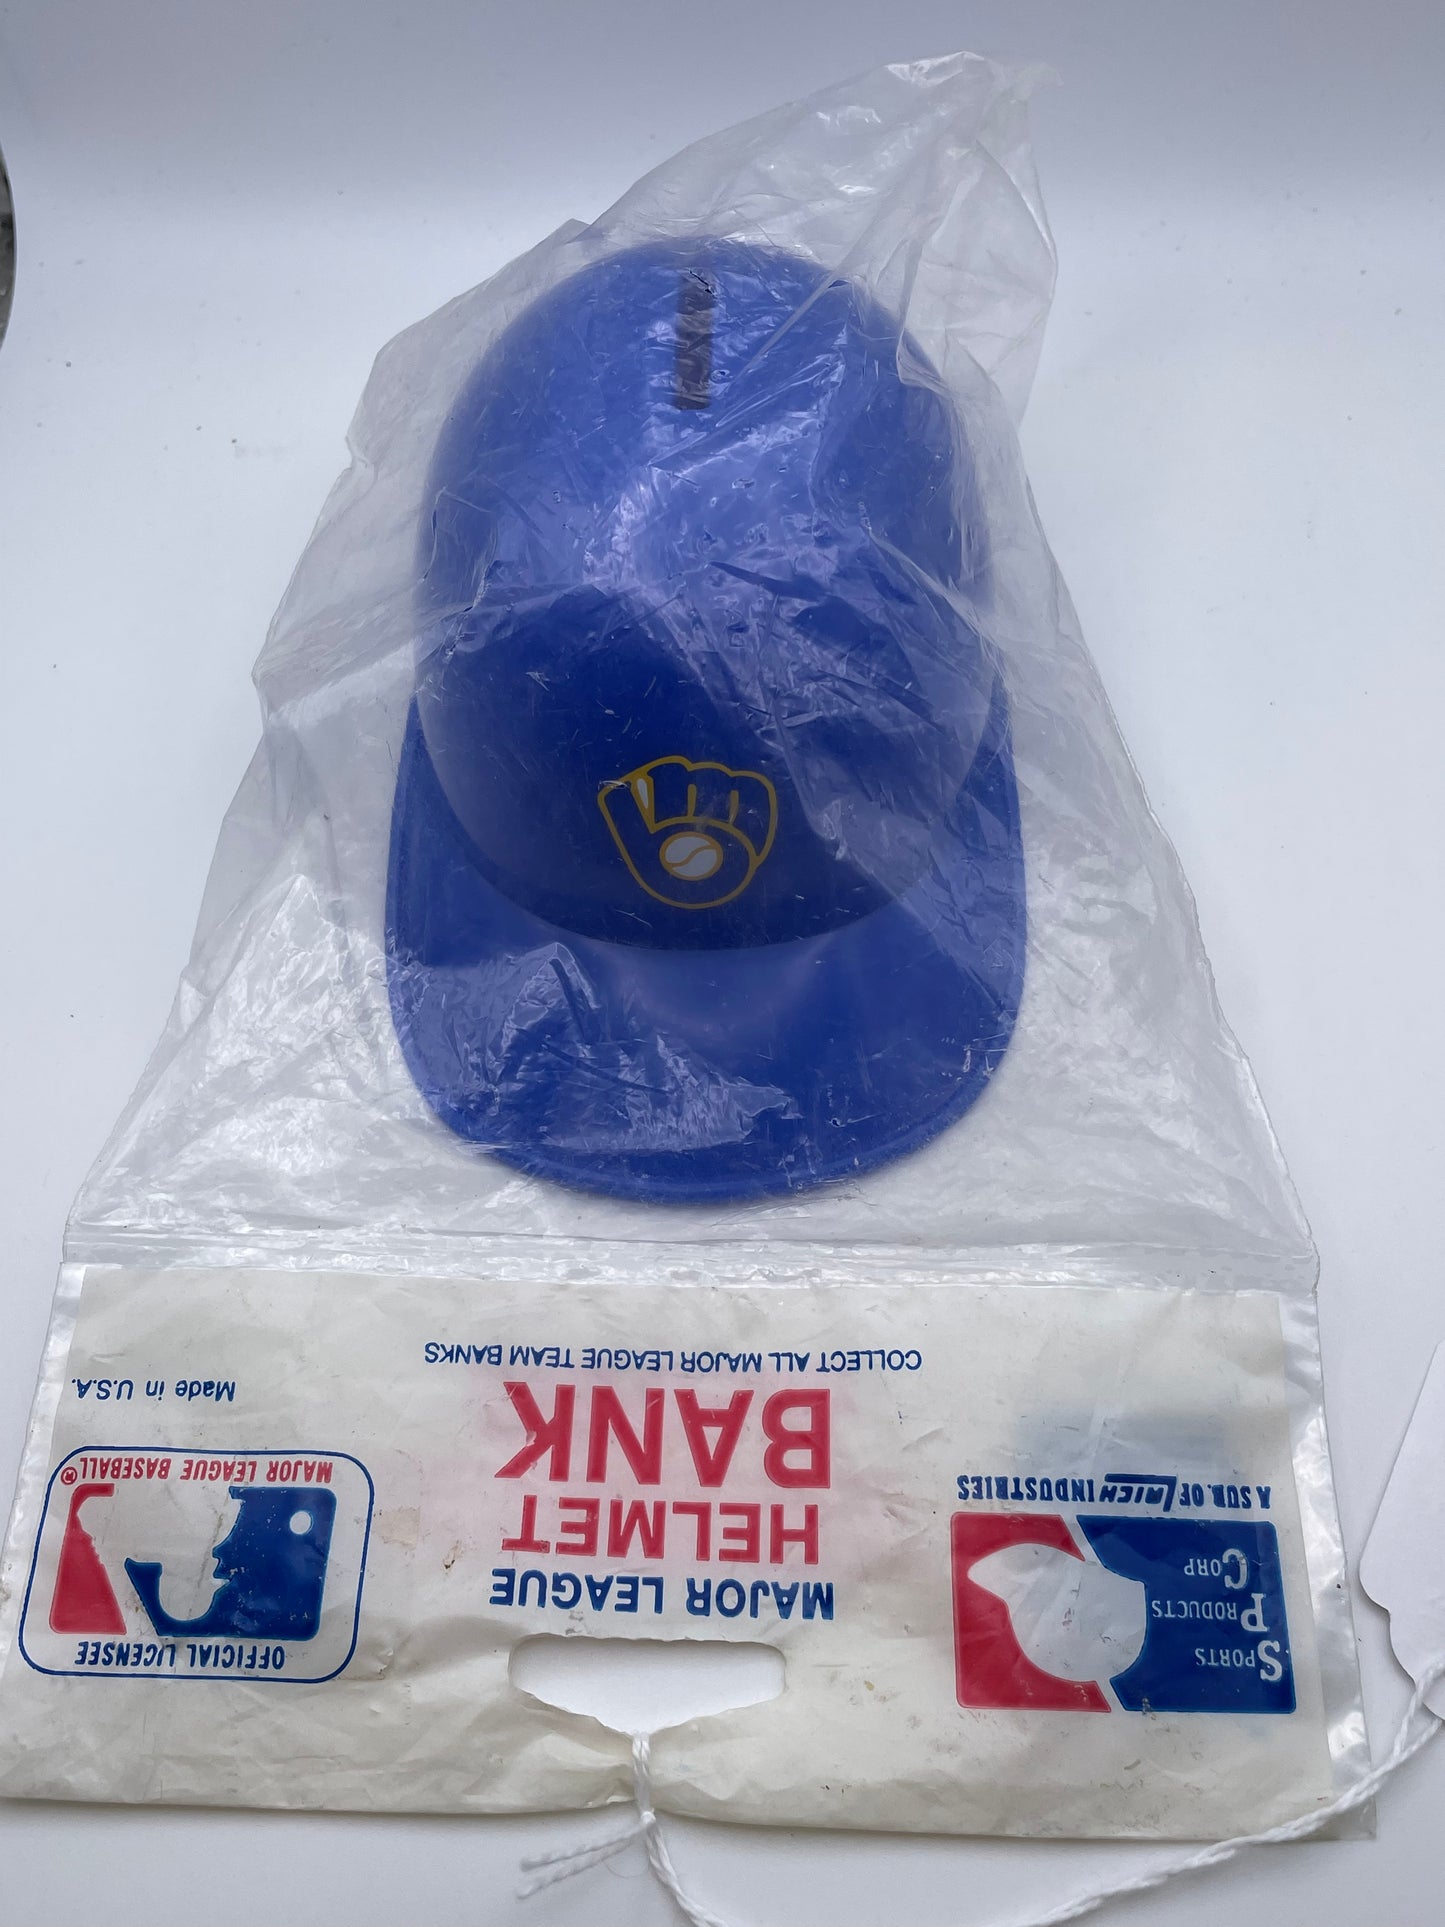 OFFICIAL LICENSEE
MAJOR LEAGUE BASEBALL®
Made in U.S.A.
MAJOR LEAGUE
HELMET
BANK
COLLECT ALL MAJOR LEAGUE TEAM BANKS
SPORTS
PRODUCTS
CORP
A SUB. OF LAICH INDUSTRIES